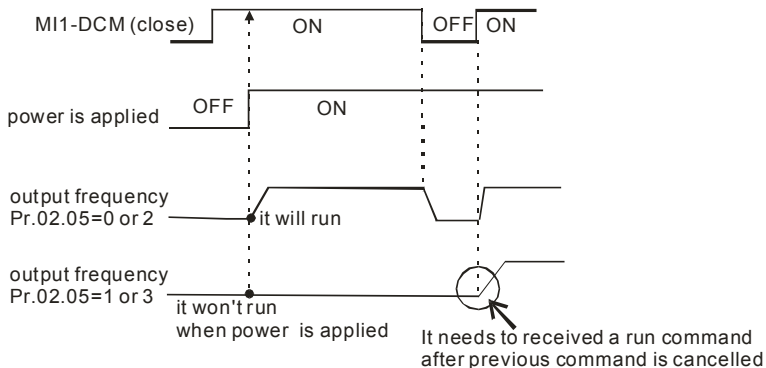 MI1-DCM (close)
ON
OFF
ON
power is applied
OFF
ON
output frequency
Pr.02.05=0 or 2
it will run
output frequency
Pr.02.05=1 or 3
it won't run
when power is applied
It needs to received a run command
after previous command is cancelled